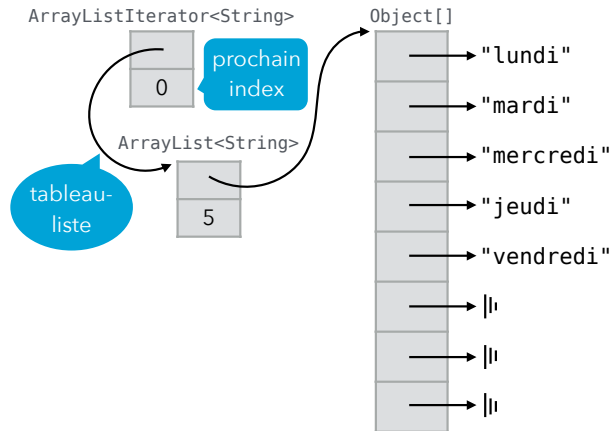 ArrayListIterator<String>
0
prochain
index
tableau-
liste
ArrayList<String>
5
Object[]
"lundi"
"mardi"
"mercredi"
"jeudi"
"vendredi"